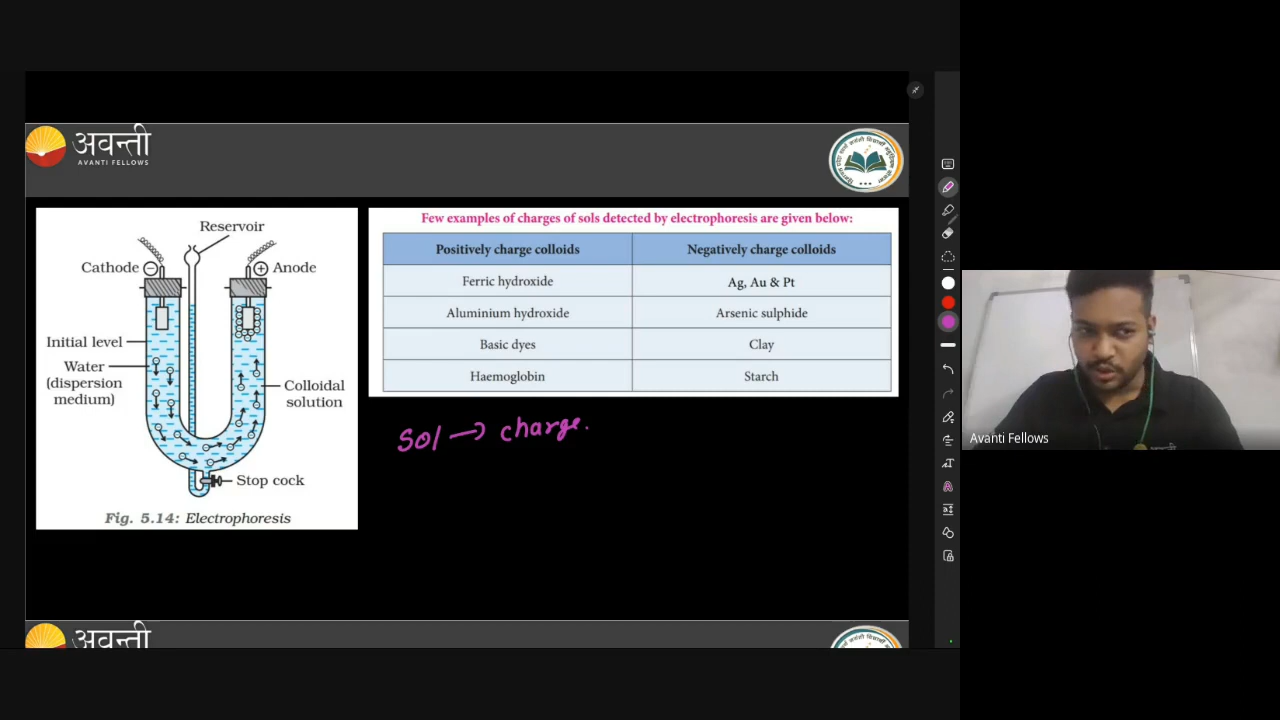 अवन्ती
AVANTI FELLOWS
Reservoir
Cathode
Anode
Initial level
Water
(dispersion
medium)
Colloidal
solution
Stop cock
Fig. 5.14: Electrophoresis
Few examples of charges of sols detected by electrophoresis are given below:
Positively charge colloids Negatively charge colloids
Ferric hydroxide Ag, Au & Pt
Aluminium hydroxide Arsenic sulphide
Basic dyes Clay
Haemoglobin Starch
Sol → charge.
Avanti Fellows
अवन्ती